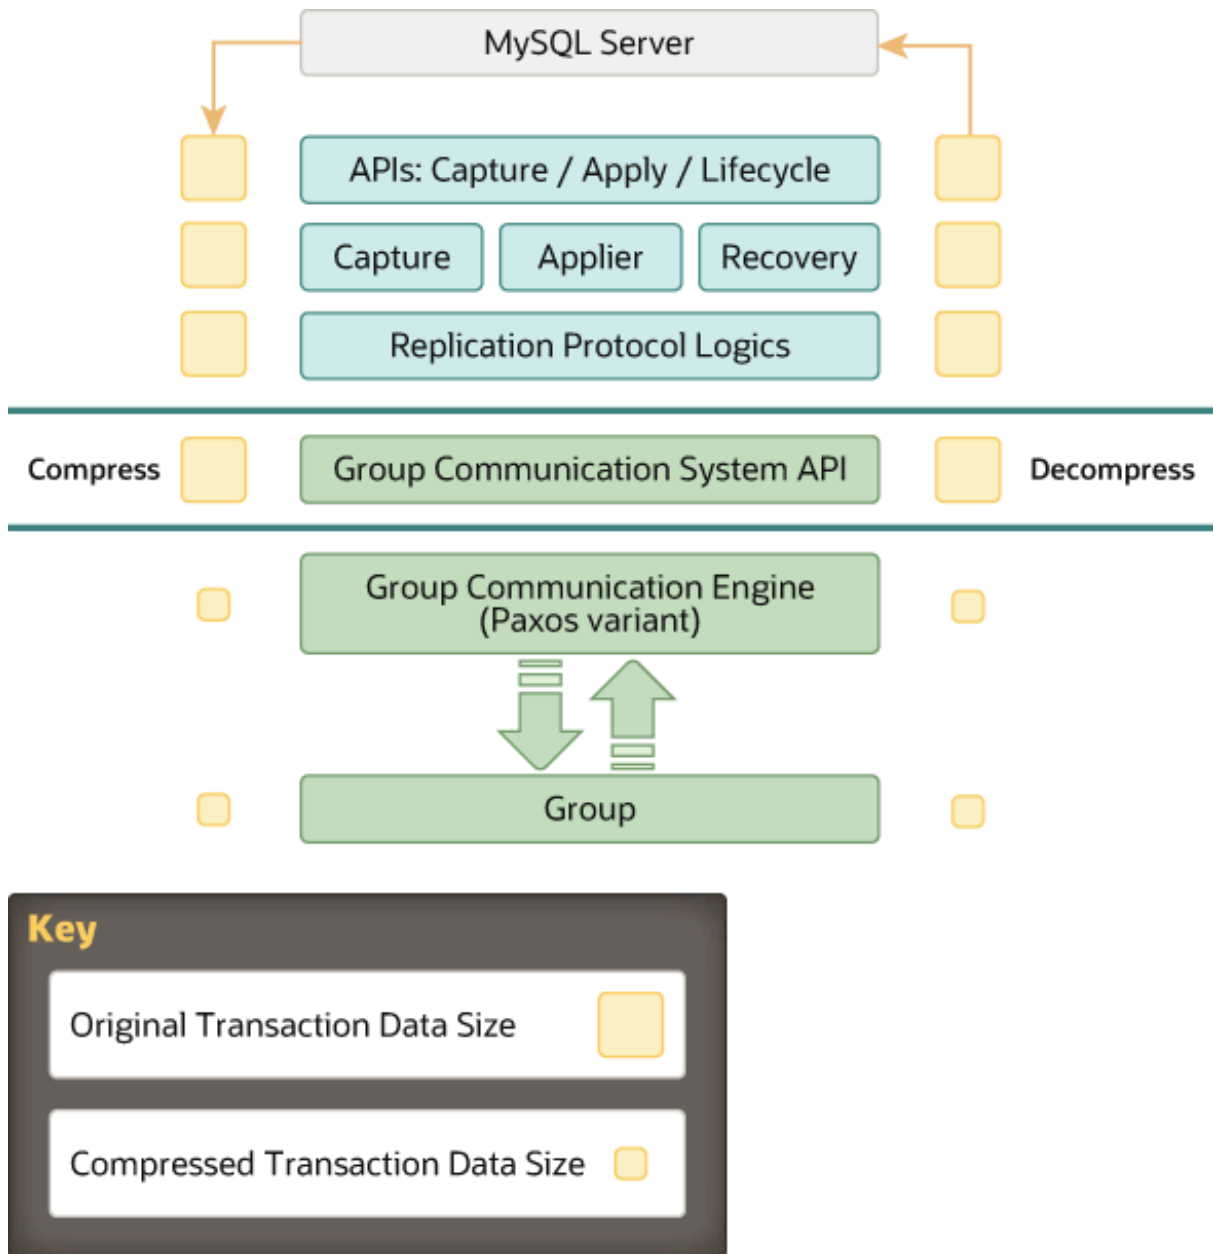 MySQL Server
APIs: Capture / Apply / Lifecycle
Capture
Applier
Recovery
Replication Protocol Logics
Compress
Group Communication System API
Decompress
Group Communication Engine
(Paxos variant)
Group
Key
Original Transaction Data Size
Compressed Transaction Data Size